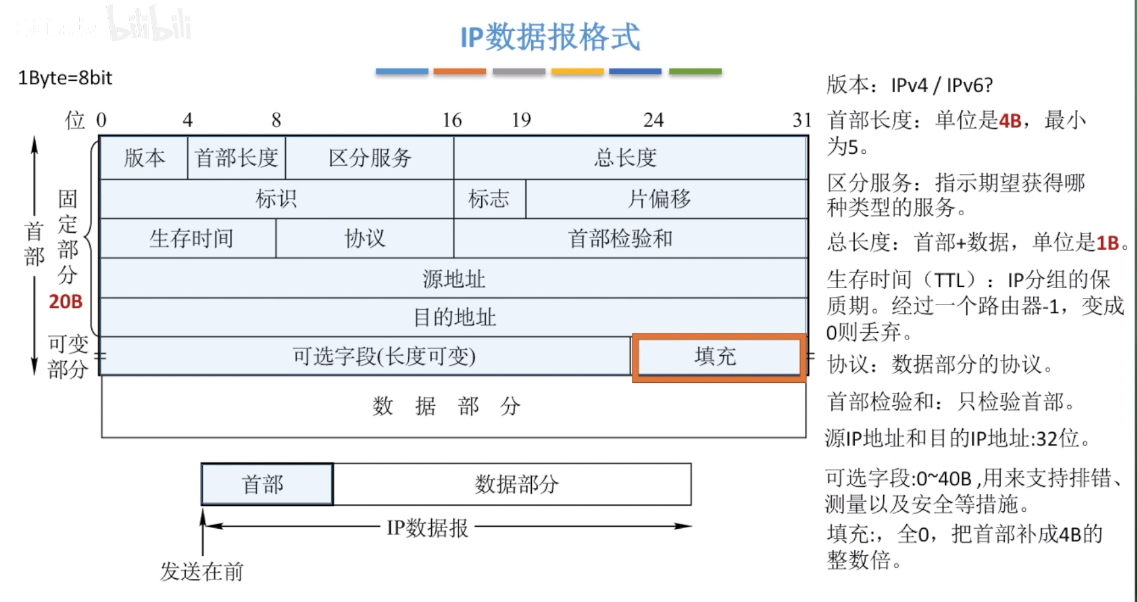 bilibili
IP数据报格式
1Byte=8bit
位 0 4 8 16 19 24 31
版本 首部长度 区分服务 总长度
标识 标志 片偏移
生存时间 协议 首部检验和
源地址
目的地址
可选字段(长度可变) 填充
数 据 部 分
首部
固定部分
20B
可变
部分
首部 数据部分
IP数据报
发送在前
版本：IPv4 / IPv6?
首部长度：单位是4B，最小
为5。
区分服务：指示期望获得哪
种类型的服务。
总长度：首部+数据，单位是1B。
生存时间（TTL）：IP分组的保
质期。经过一个路由器-1，变成
0则丢弃。
协议：数据部分的协议。
首部检验和：只检验首部。
源IP地址和目的IP地址:32位。
可选字段:0~40B ,用来支持排错、
测量以及安全等措施。
填充:，全0，把首部补成4B的
整数倍。